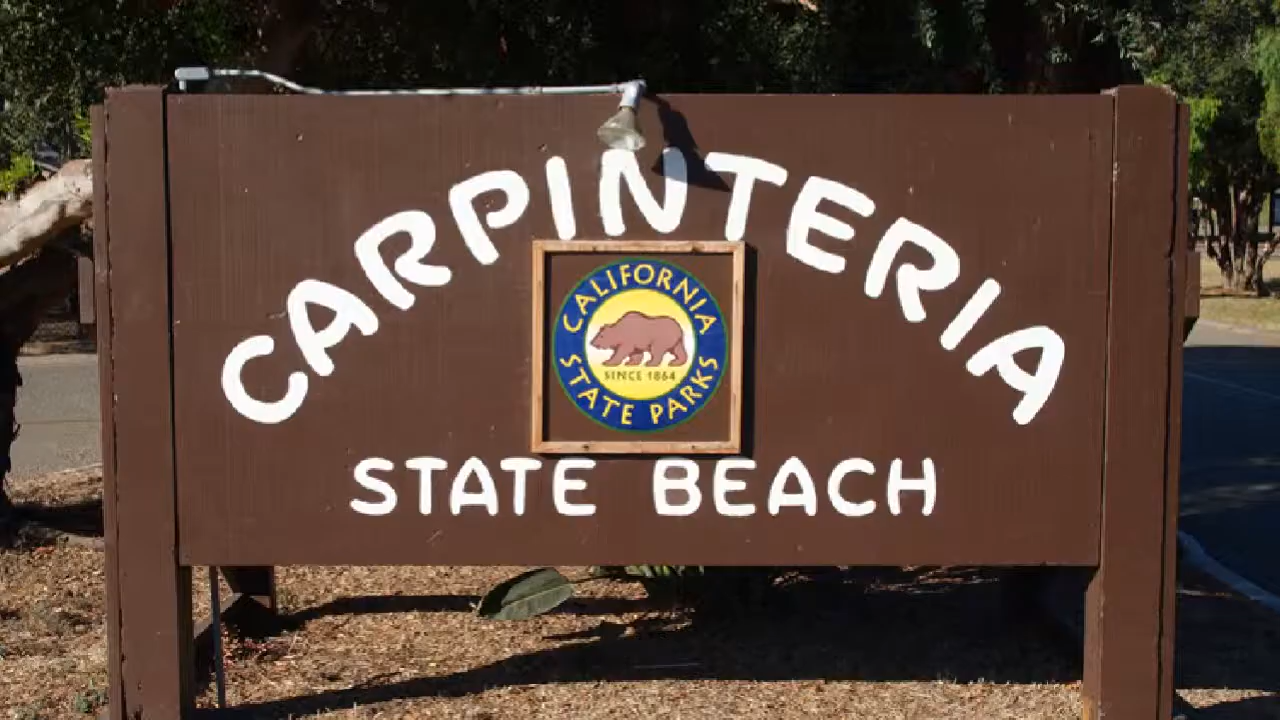 CARPINTERIA
CALIFORNIA
SINCE 1864
STATE PARKS
STATE BEACH